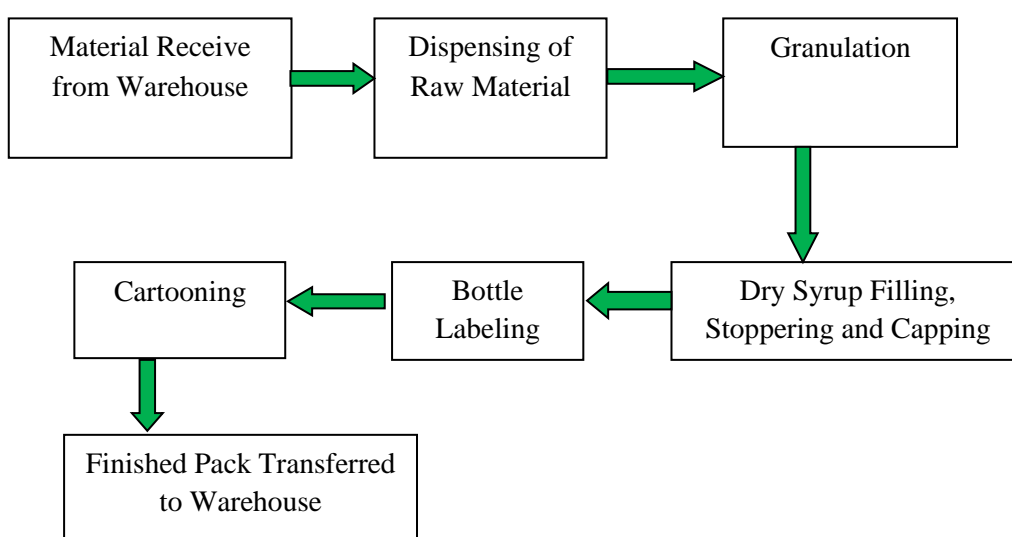 Material Receive
from Warehouse
Dispensing of
Raw Material
Granulation
Dry Syrup Filling,
Stoppering and Capping
Bottle
Labeling
Cartooning
Finished Pack Transferred
to Warehouse